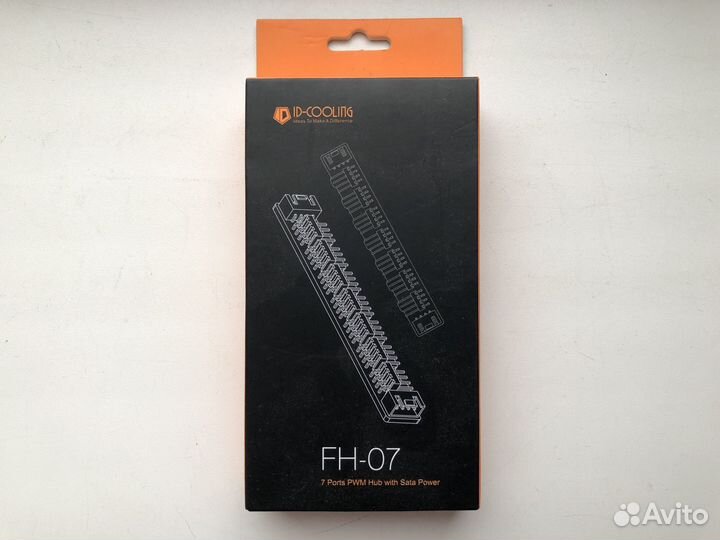 ID-COOLING
Ideas To Make A Difference
FH-07
7 Ports PWM Hub with Sata Power
Avito